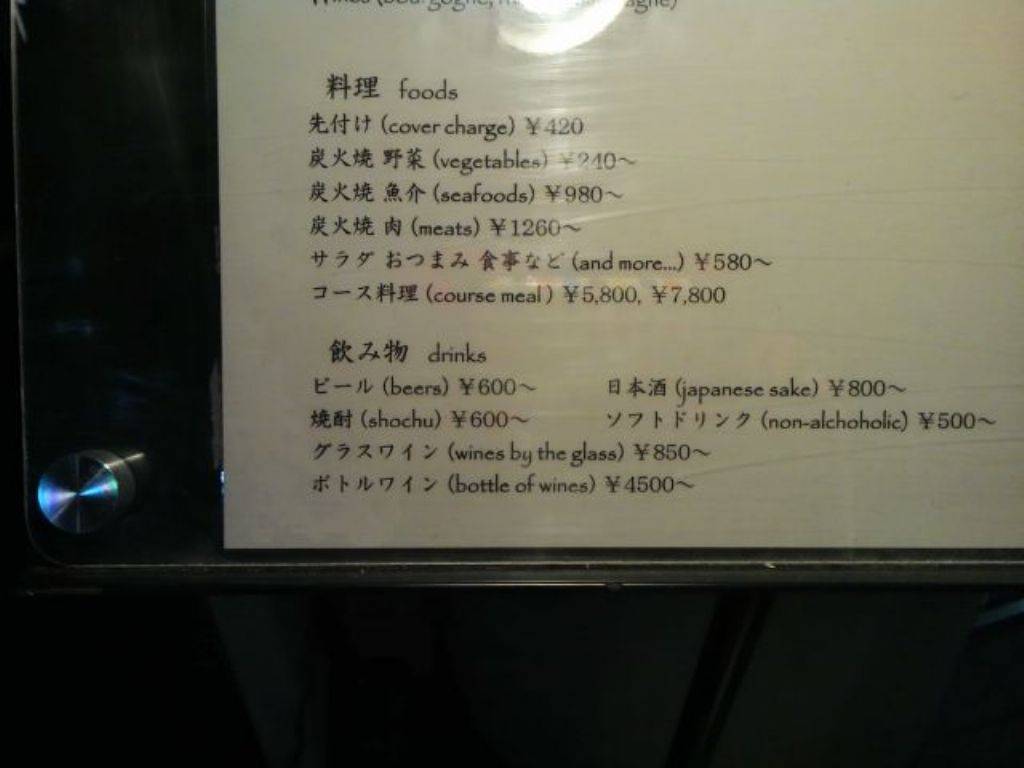 料理 foods
先付け (cover charge) ￥420
炭火焼 野菜 (vegetables) ￥240～
炭火焼 魚介 (seafoods) ￥980～
炭火焼 肉 (meats) ￥1260～
サラダ おつまみ 食事など (and more...) ￥580～
コース料理 (course meal ) ￥5,800, ￥7,800
飲み物 drinks
ビール (beers) ￥600～ 日本酒 (japanese sake) ￥800～
焼酎 (shochu) ￥600～ ソフトドリンク (non-alchoholic) ￥500～
グラスワイン (wines by the glass) ￥850～
ボトルワイン (bottle of wines) ￥4500～